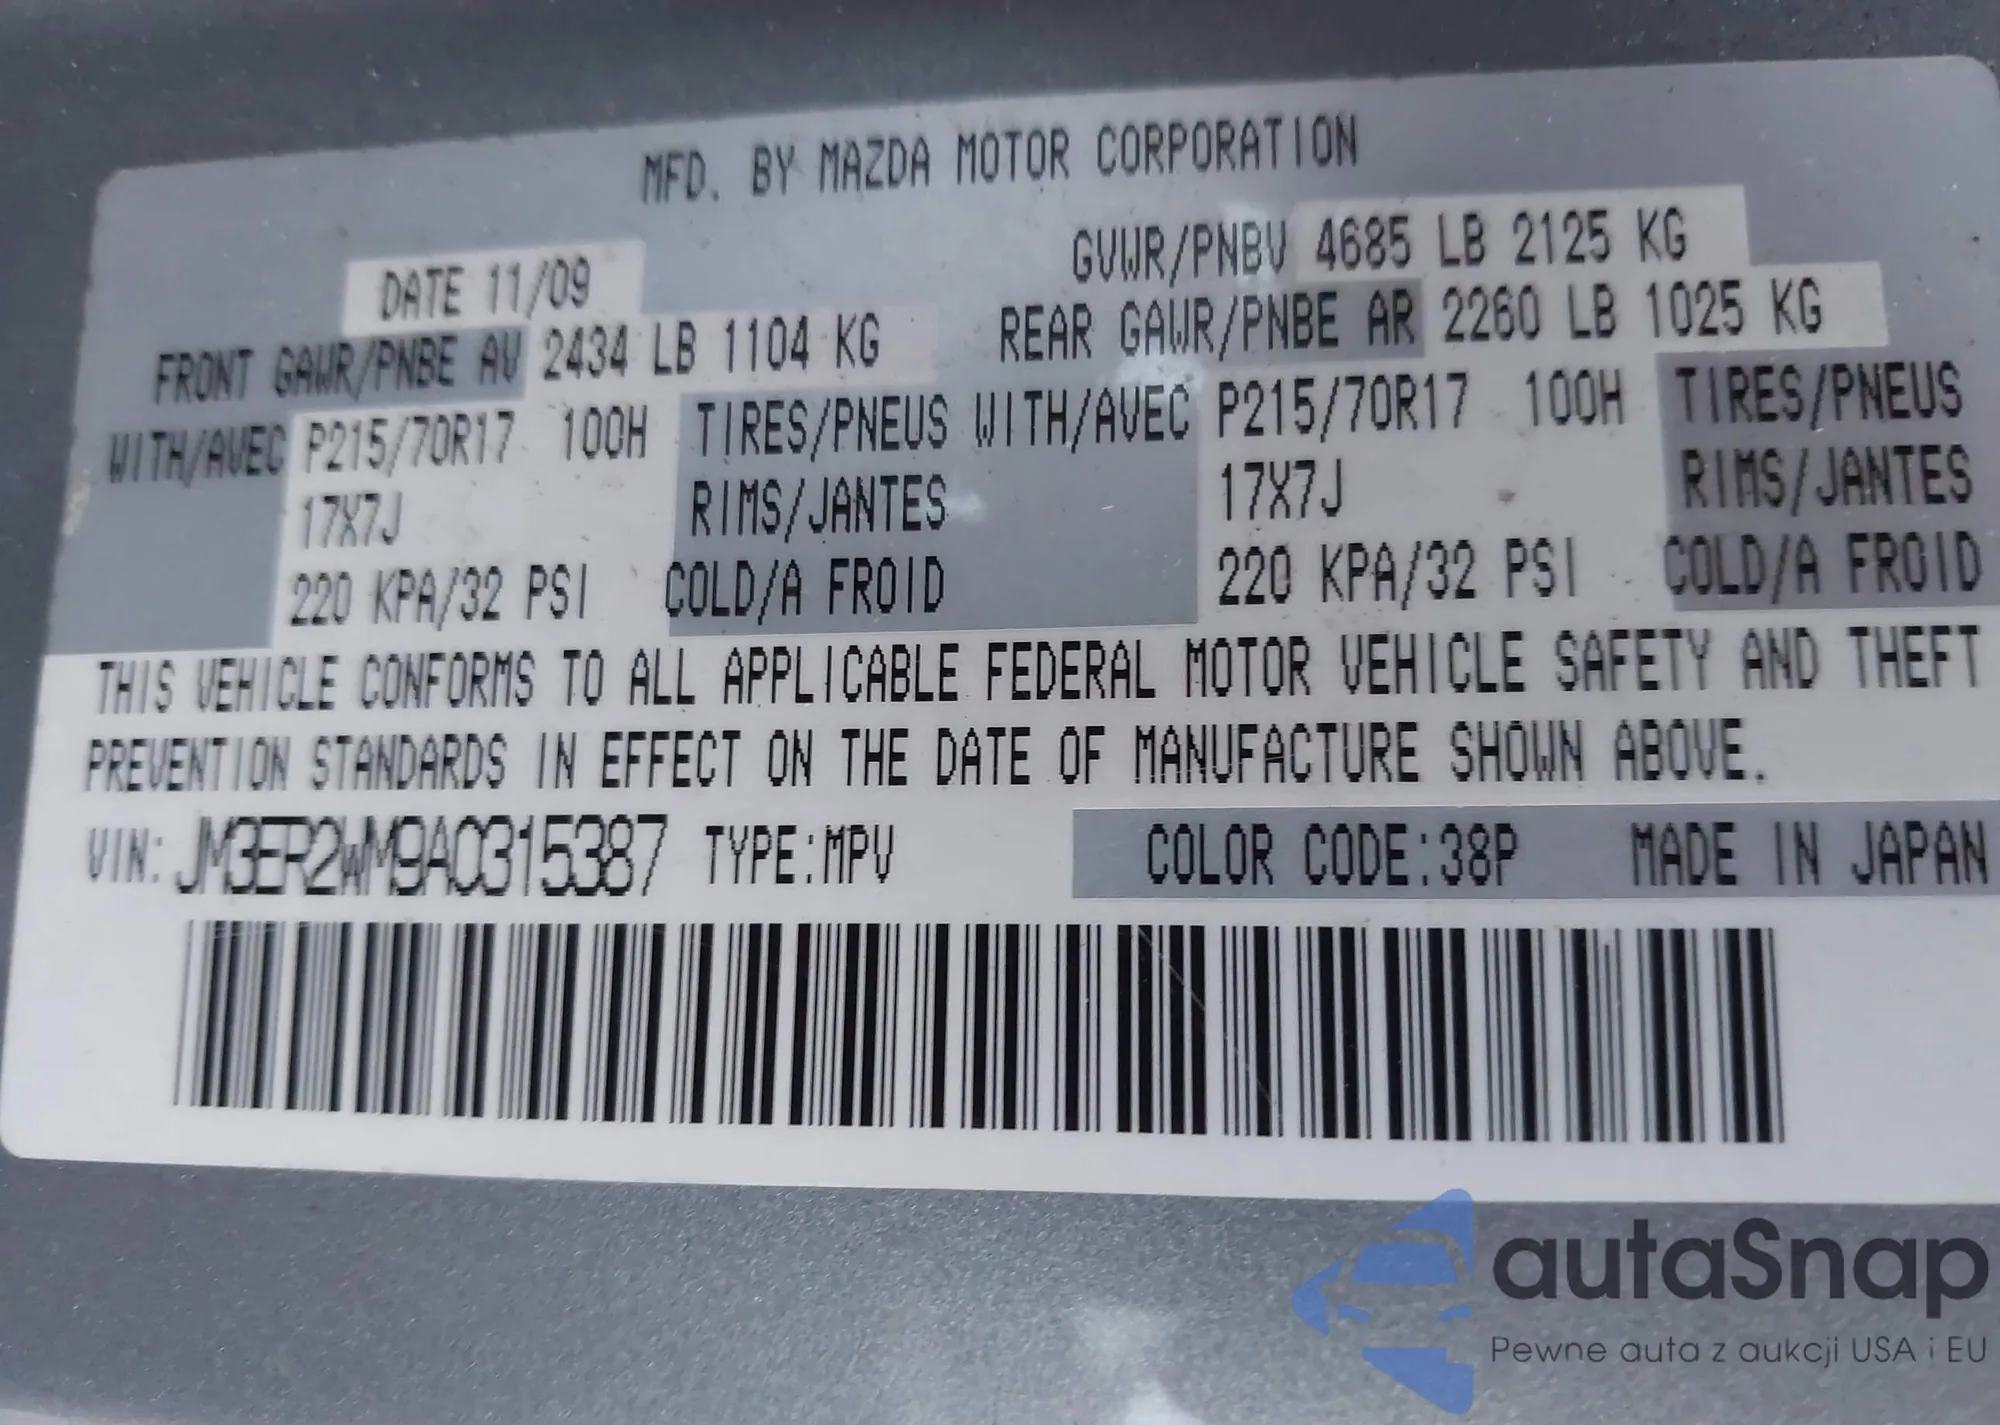 MFD. BY MAZDA MOTOR CORPORATION
DATE 11/09 GVWR/PNBV 4685 LB 2125 KG
FRONT GAWR/PNBE AV 2434 LB 1104 KG REAR GAWR/PNBE AR 2260 LB 1025 KG
WITH/AVEC P215/70R17 100H TIRES/PNEUS WITH/AVEC P215/70R17 100H TIRES/PNEUS
17X7J RIMS/JANTES 17X7J RIMS/JANTES
220 KPA/32 PSI COLD/A FROID 220 KPA/32 PSI COLD/A FROID
THIS VEHICLE CONFORMS TO ALL APPLICABLE FEDERAL MOTOR VEHICLE SAFETY AND THEFT
PREVENTION STANDARDS IN EFFECT ON THE DATE OF MANUFACTURE SHOWN ABOVE.
VIN: JM3ER2WM9A0315387 TYPE:MPV COLOR CODE:38P MADE IN JAPAN
autaSnap
Pewne auta z aukcji USA i EU